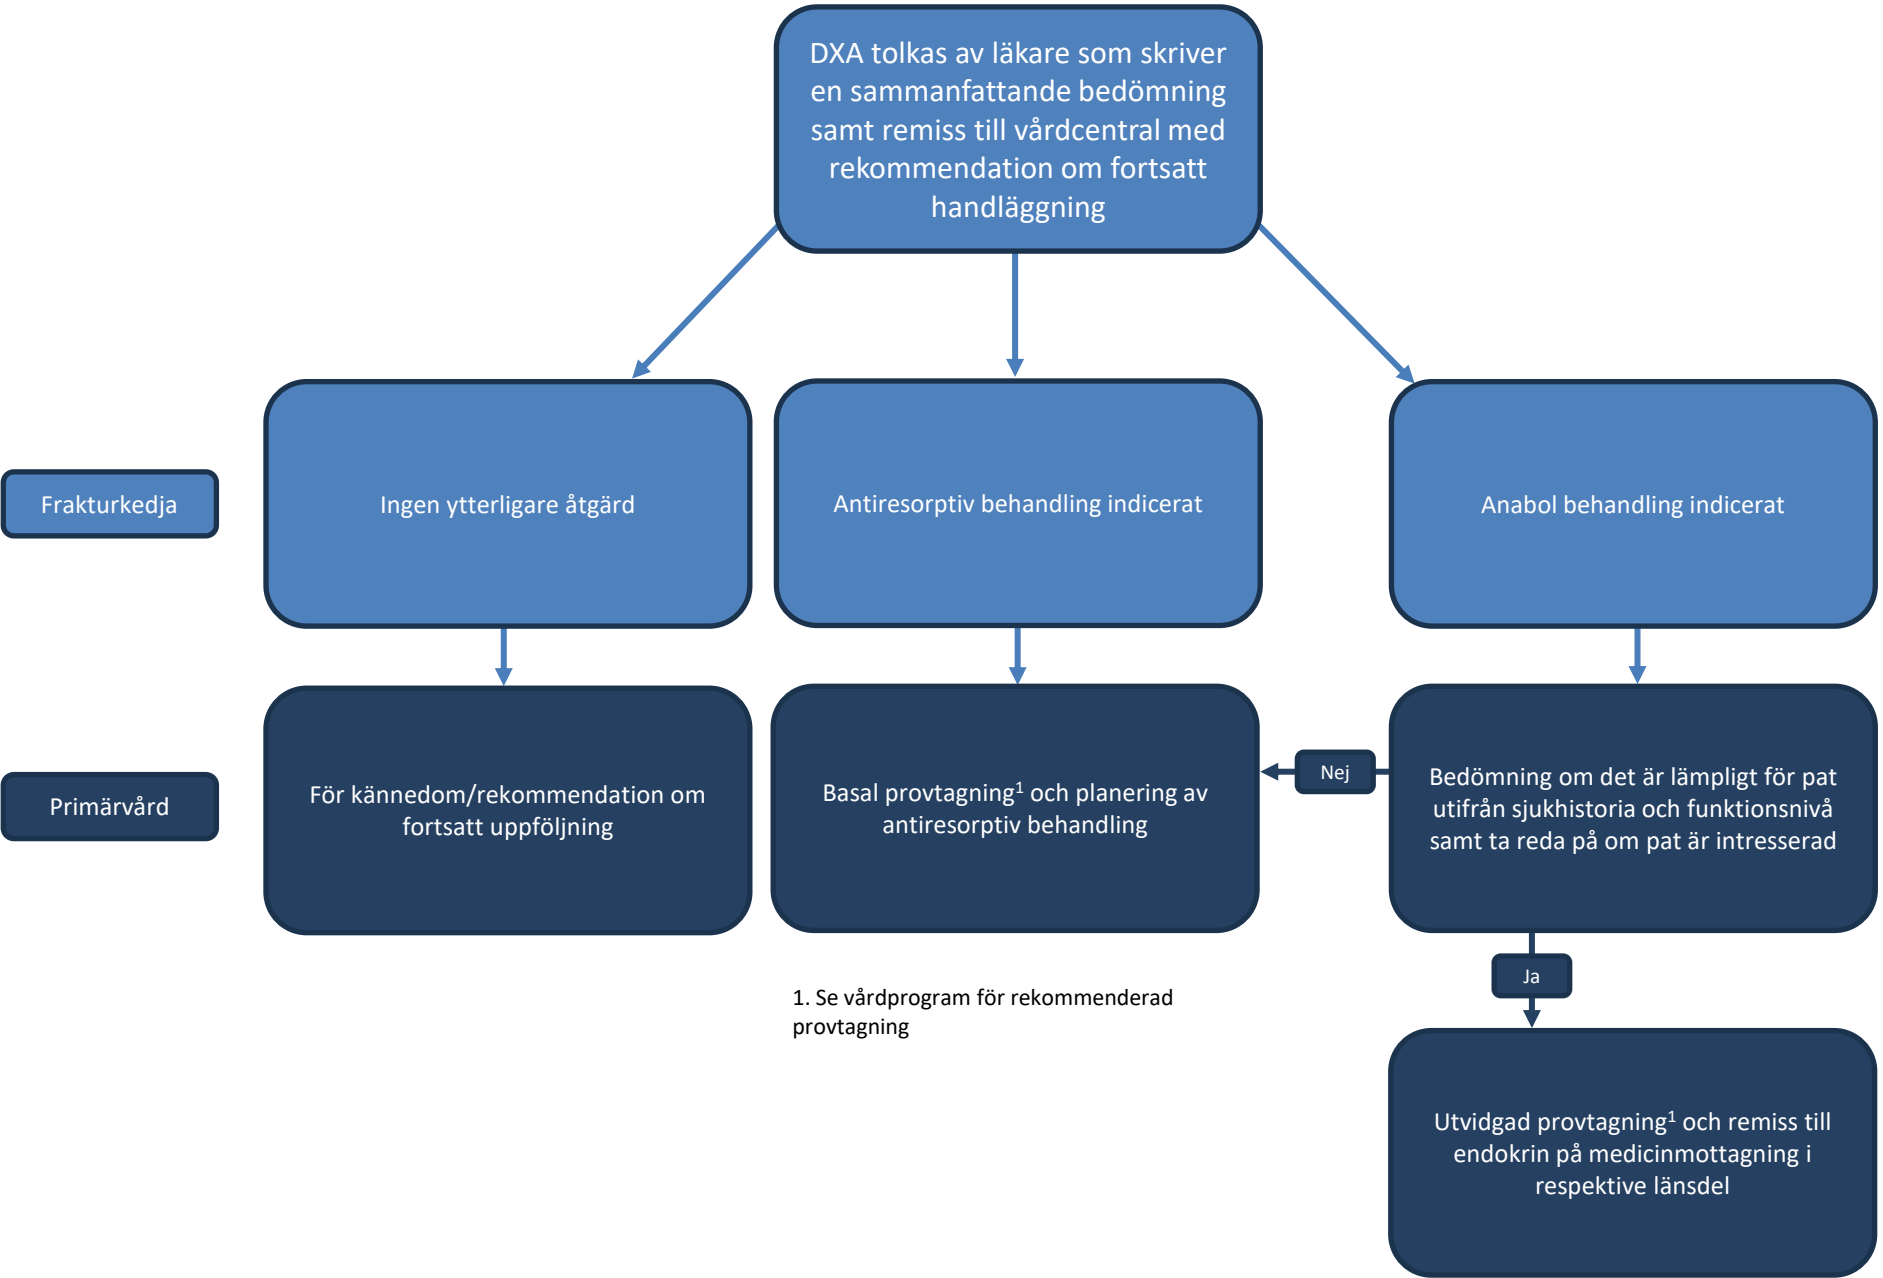 DXA tolkas av läkare som skriver
en sammanfattande bedömning
samt remiss till vårdcentral med
rekommendation om fortsatt
handläggning
Frakturkedja
Ingen ytterligare åtgärd
Antiresorptiv behandling indicerat
Anabol behandling indicerat
Primärvård
För kännedom/rekommendation om
fortsatt uppföljning
Basal provtagning¹ och planering av
antiresorptiv behandling
Nej
Bedömning om det är lämpligt för pat
utifrån sjukhistoria och funktionsnivå
samt ta reda på om pat är intresserad
Ja
1. Se vårdprogram för rekommenderad
provtagning
Utvidgad provtagning¹ och remiss till
endokrin på medicinmottagning i
respektive länsdel